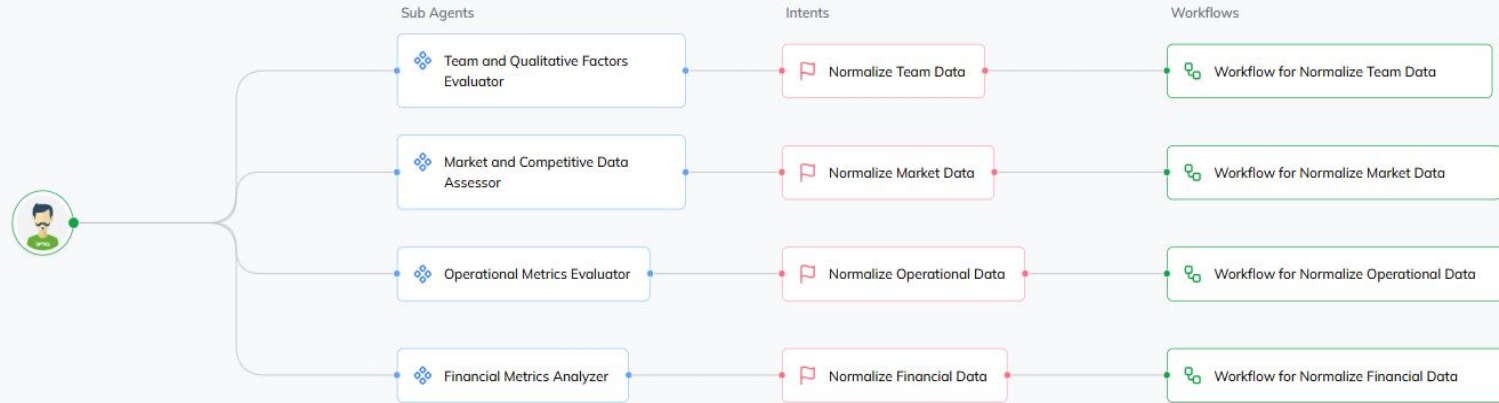 Sub Agents
Intents
Workflows
Team and Qualitative Factors
Evaluator
Normalize Team Data
Workflow for Normalize Team Data
Market and Competitive Data
Assessor
Normalize Market Data
Workflow for Normalize Market Data
Operational Metrics Evaluator
Normalize Operational Data
Workflow for Normalize Operational Data
Financial Metrics Analyzer
Normalize Financial Data
Workflow for Normalize Financial Data